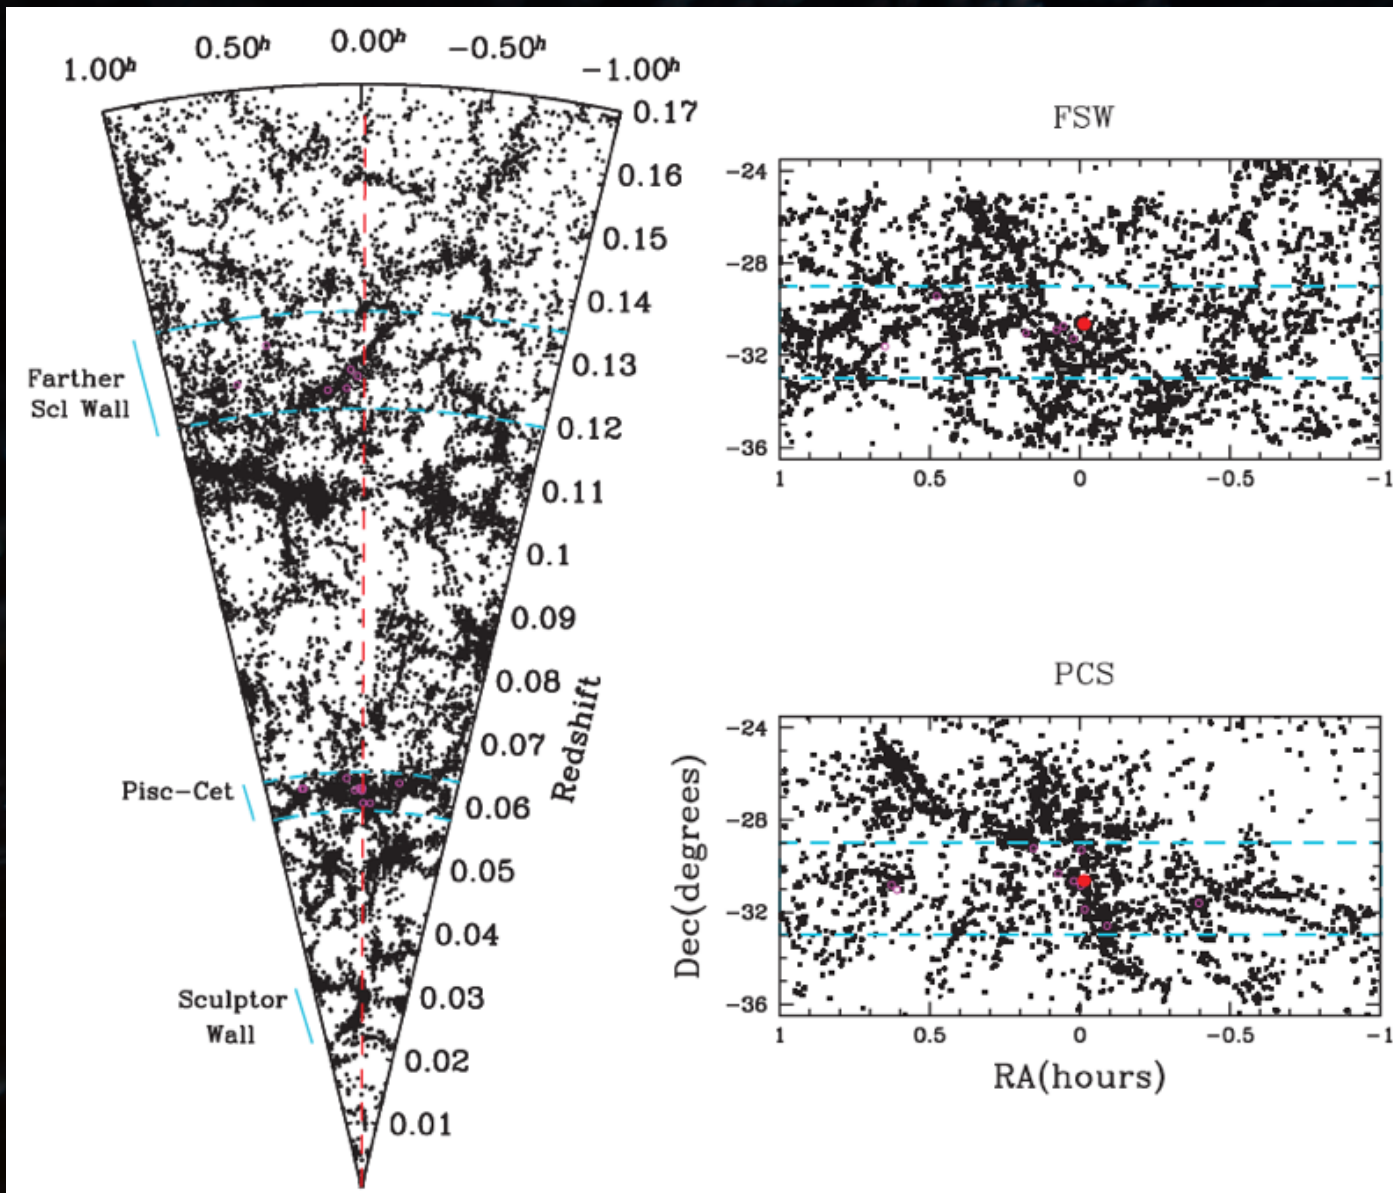 1.00h
0.50h
0.00h
−0.50h
−1.00h
0.17
0.16
0.15
0.14
0.13
0.12
0.11
0.1
0.09
0.08
0.07
0.06
0.05
0.04
0.03
0.02
0.01
Redshift
Farther
Scl Wall
Pisc−Cet
Sculptor
Wall
FSW
−24
−28
−32
−36
1
0.5
0
−0.5
−1
PCS
−24
−28
−32
−36
1
0.5
0
−0.5
−1
Dec(degrees)
RA(hours)